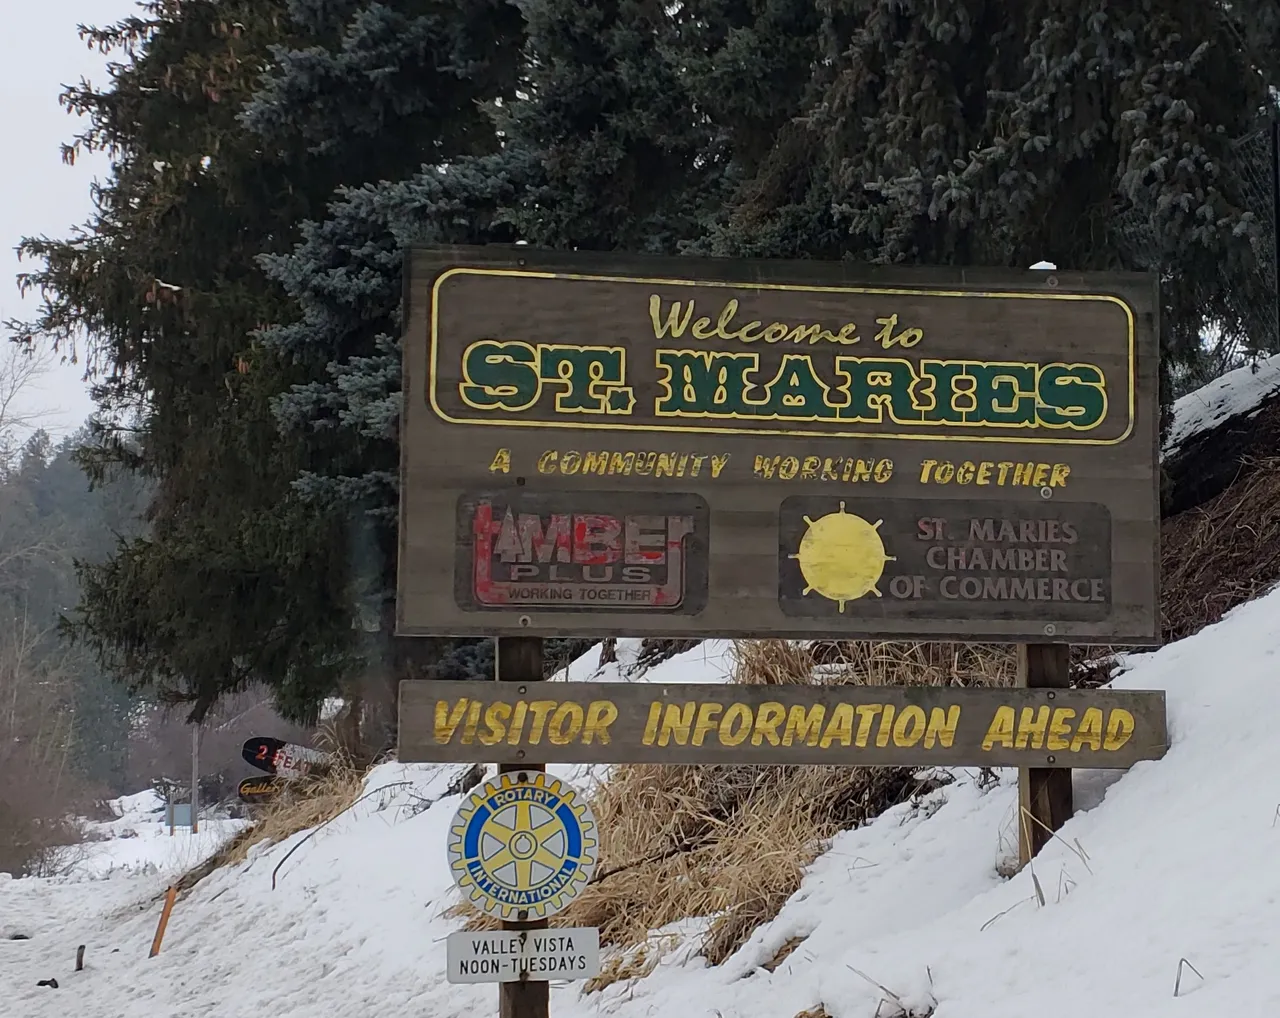 Welcome to
ST. MARIES
A COMMUNITY WORKING TOGETHER
TIMBER
PLUS
WORKING TOGETHER
ST. MARIES
CHAMBER
OF COMMERCE
VISITOR INFORMATION AHEAD
ROTARY
INTERNATIONAL
VALLEY VISTA
NOON-TUESDAYS